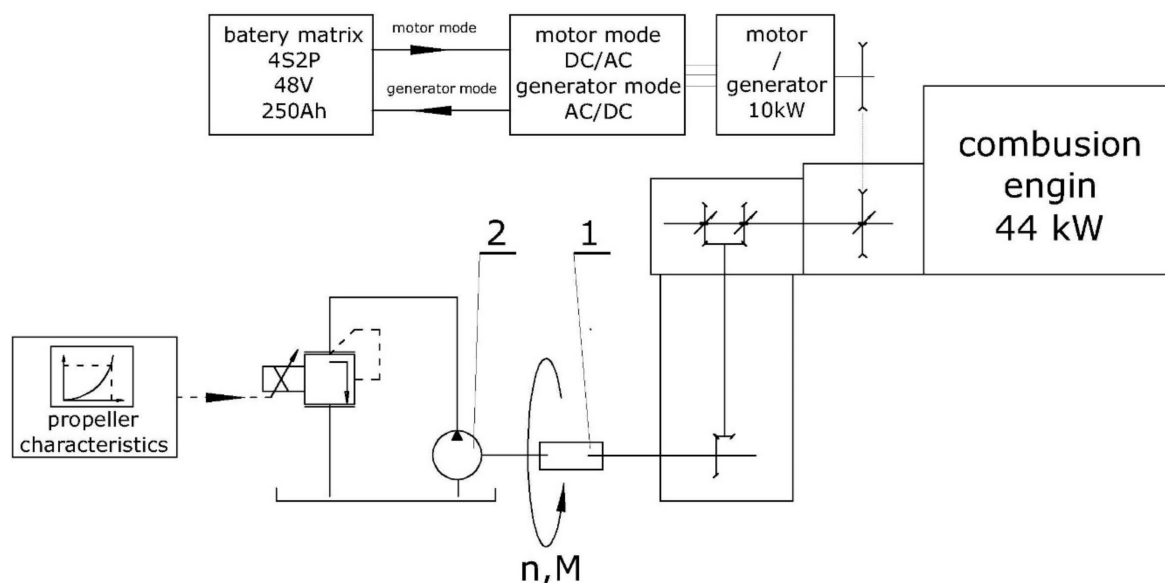 batery matrix
4S2P
48V
250Ah
motor mode
generator mode
motor mode
DC/AC
generator mode
AC/DC
motor
/
generator
10kW
combusion
engin
44 kW
2
1
propeller
characteristics
n,M